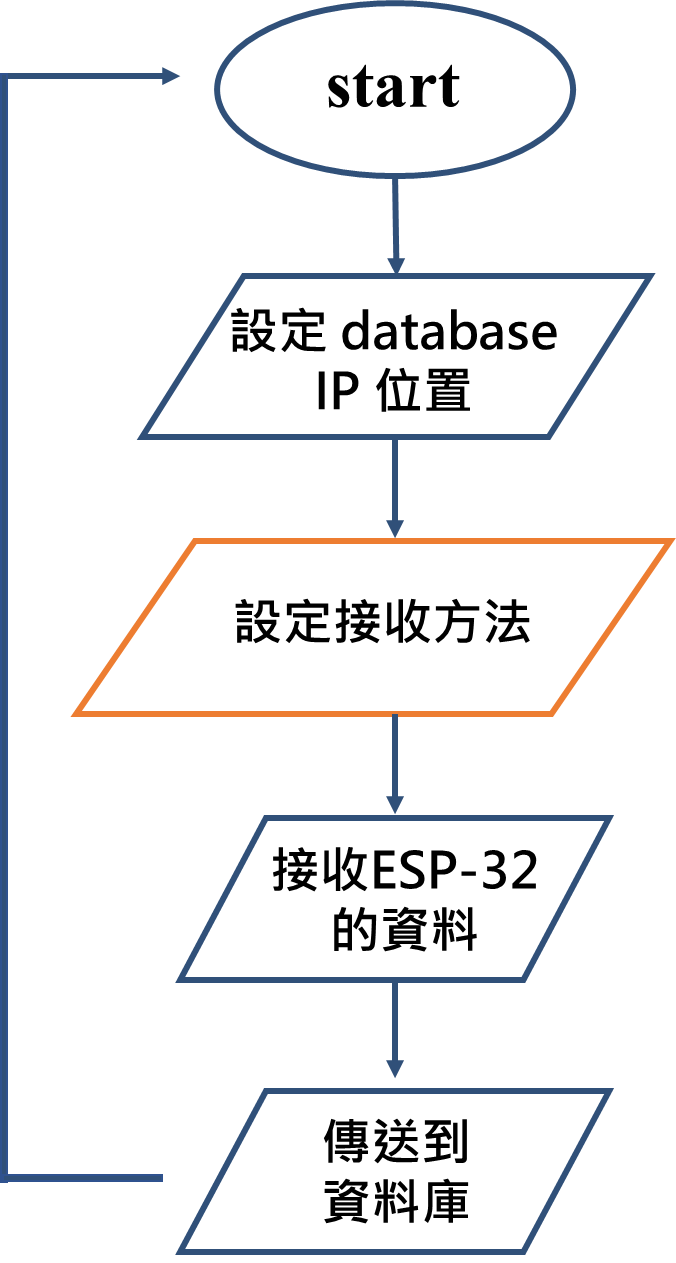 start
設定 database
IP 位置
設定接收方法
接收ESP-32
的資料
傳送到
資料庫